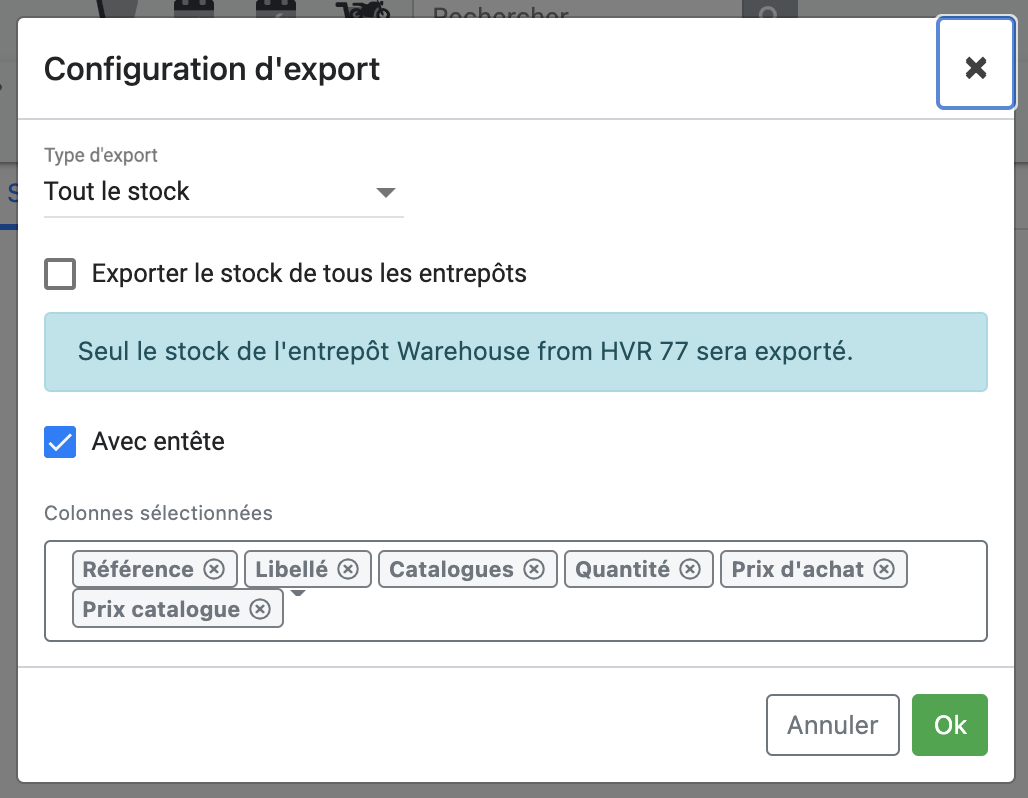 Rechercher
Configuration d'export
Type d'export
Tout le stock
Exporter le stock de tous les entrepôts
Seul le stock de l'entrepôt Warehouse from HVR 77 sera exporté.
Avec entête
Colonnes sélectionnées
Référence Libellé Catalogues Quantité Prix d'achat
Prix catalogue
Annuler Ok